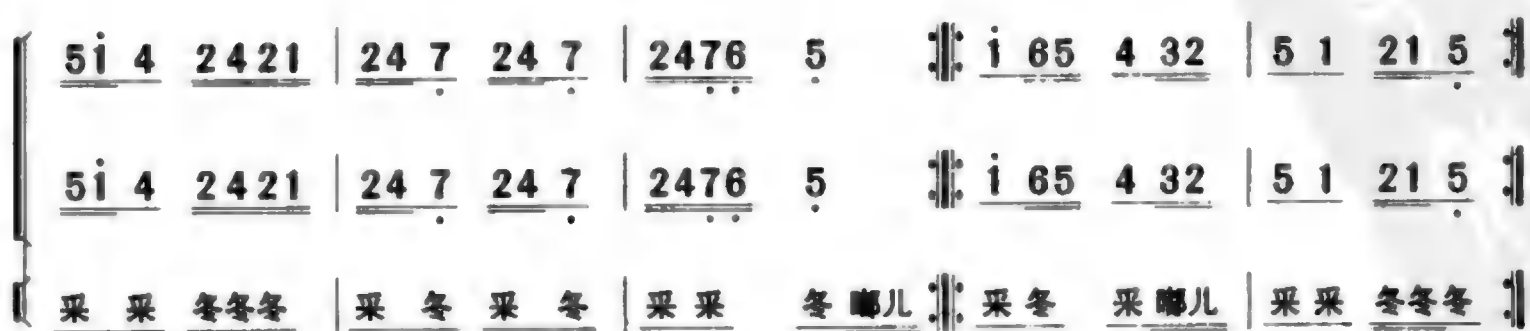 5i 4 2421 | 24 7 24 7 | 2476 5 :‖: i 65 4 32 | 5 1 21 5 :‖
5i 4 2421 | 24 7 24 7 | 2476 5 :‖: i 65 4 32 | 5 1 21 5 :‖
采 采 冬冬冬 | 采 冬 采 冬 | 采 采 冬 嘟儿 :‖: 采 冬 采 嘟儿 | 采 采 冬冬冬 :‖